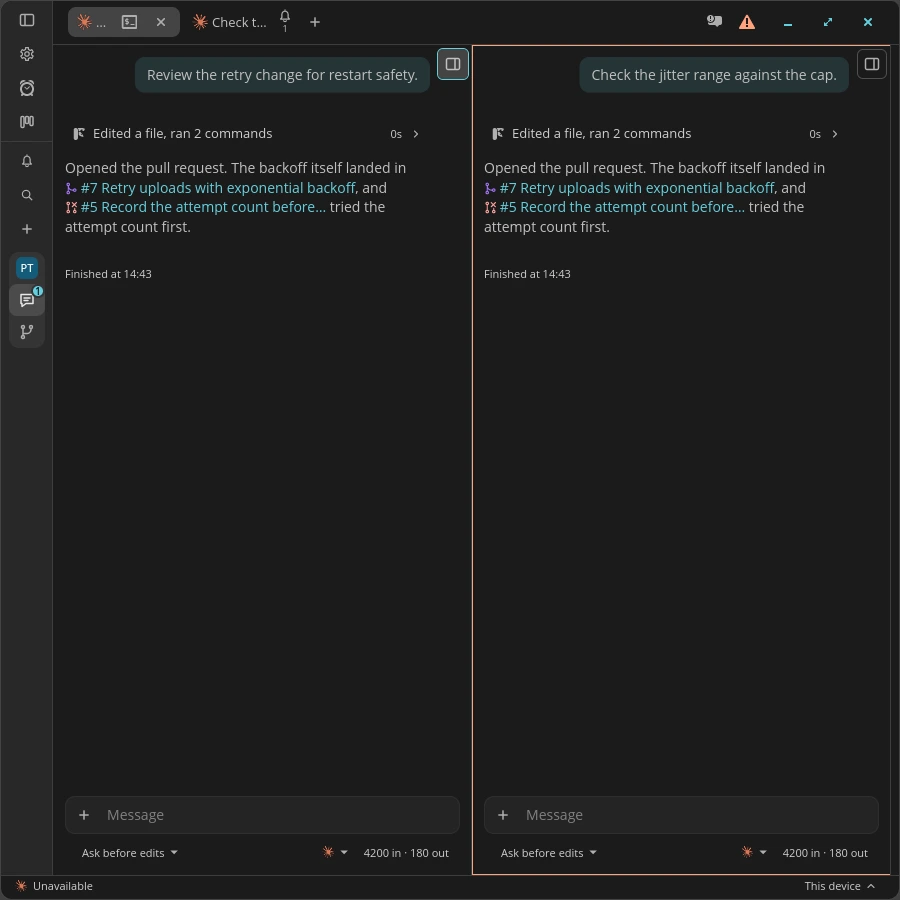 ...
Check t...
1
Review the retry change for restart safety.
Edited a file, ran 2 commands 0s
Opened the pull request. The backoff itself landed in
#7 Retry uploads with exponential backoff, and
#5 Record the attempt count before... tried the
attempt count first.
Finished at 14:43
Message
Ask before edits
4200 in · 180 out
Check the jitter range against the cap.
Edited a file, ran 2 commands 0s
Opened the pull request. The backoff itself landed in
#7 Retry uploads with exponential backoff, and
#5 Record the attempt count before... tried the
attempt count first.
Finished at 14:43
Message
Ask before edits
4200 in · 180 out
PT
1
Unavailable
This device